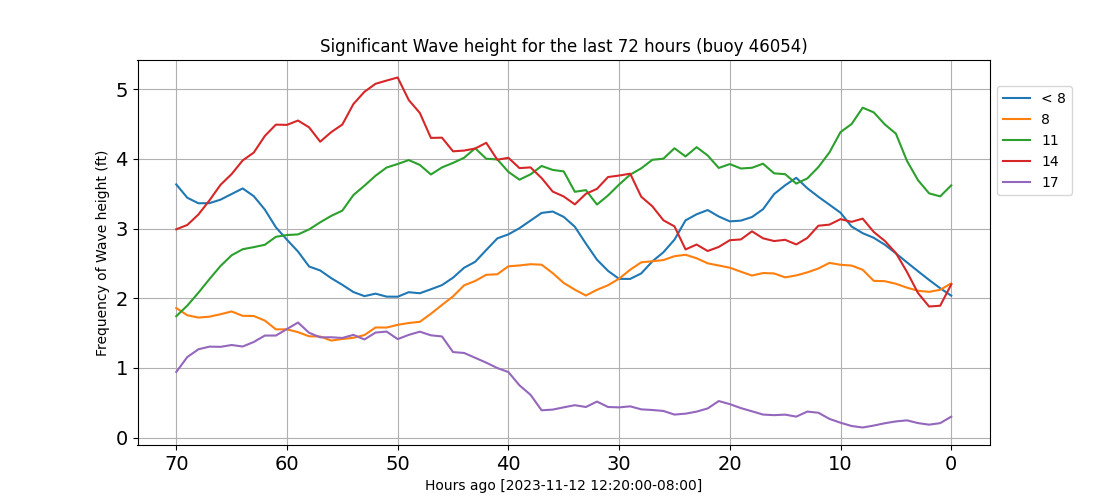 Significant Wave height for the last 72 hours (buoy 46054)
5
4
3
2
1
0
Frequency of Wave height (ft)
70 60 50 40 30 20 10 0
Hours ago [2023-11-12 12:20:00-08:00]
< 8
8
11
14
17